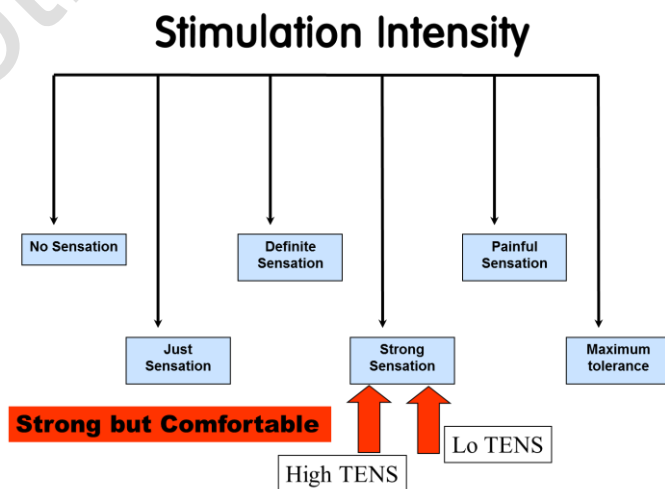 Stimulation Intensity
No Sensation
Definite
Sensation
Painful
Sensation
Just
Sensation
Strong
Sensation
Maximum
tolerance
Strong but Comfortable
High TENS
Lo TENS